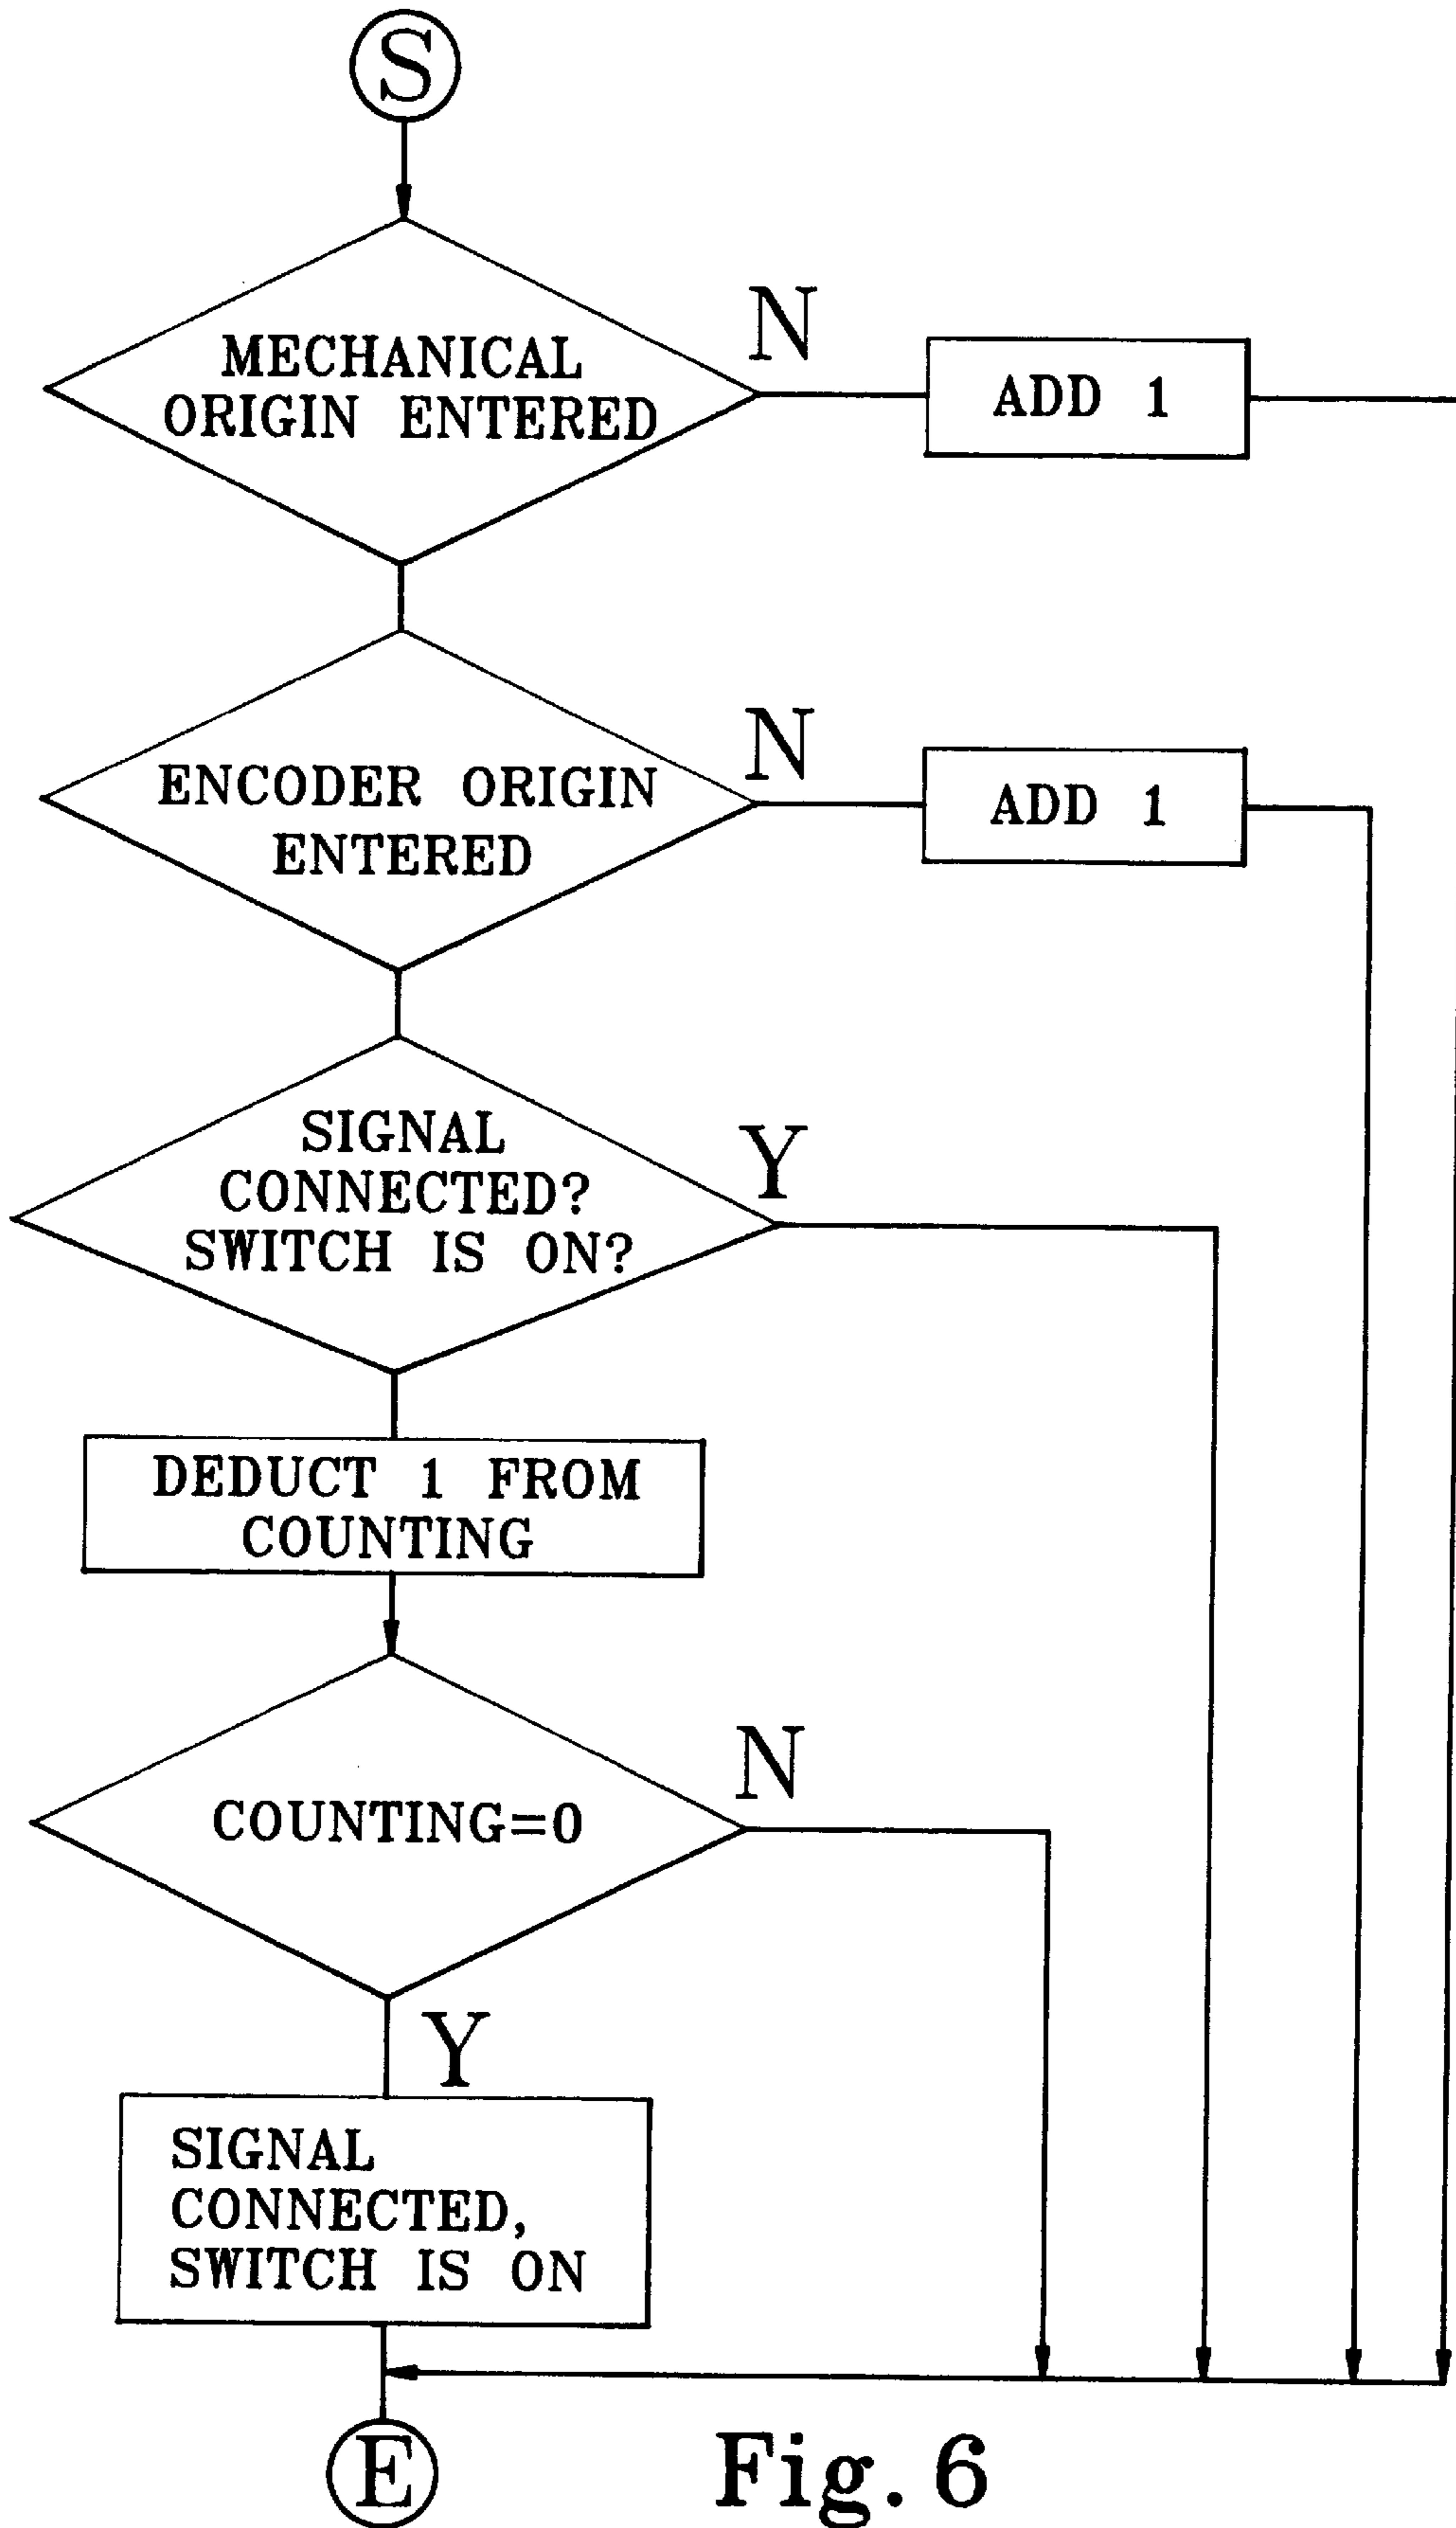 S
MECHANICAL
ORIGIN ENTERED
N
ADD 1
ENCODER ORIGIN
ENTERED
N
ADD 1
SIGNAL
CONNECTED?
SWITCH IS ON?
Y
DEDUCT 1 FROM
COUNTING
COUNTING=0
N
Y
SIGNAL
CONNECTED,
SWITCH IS ON
E
Fig. 6